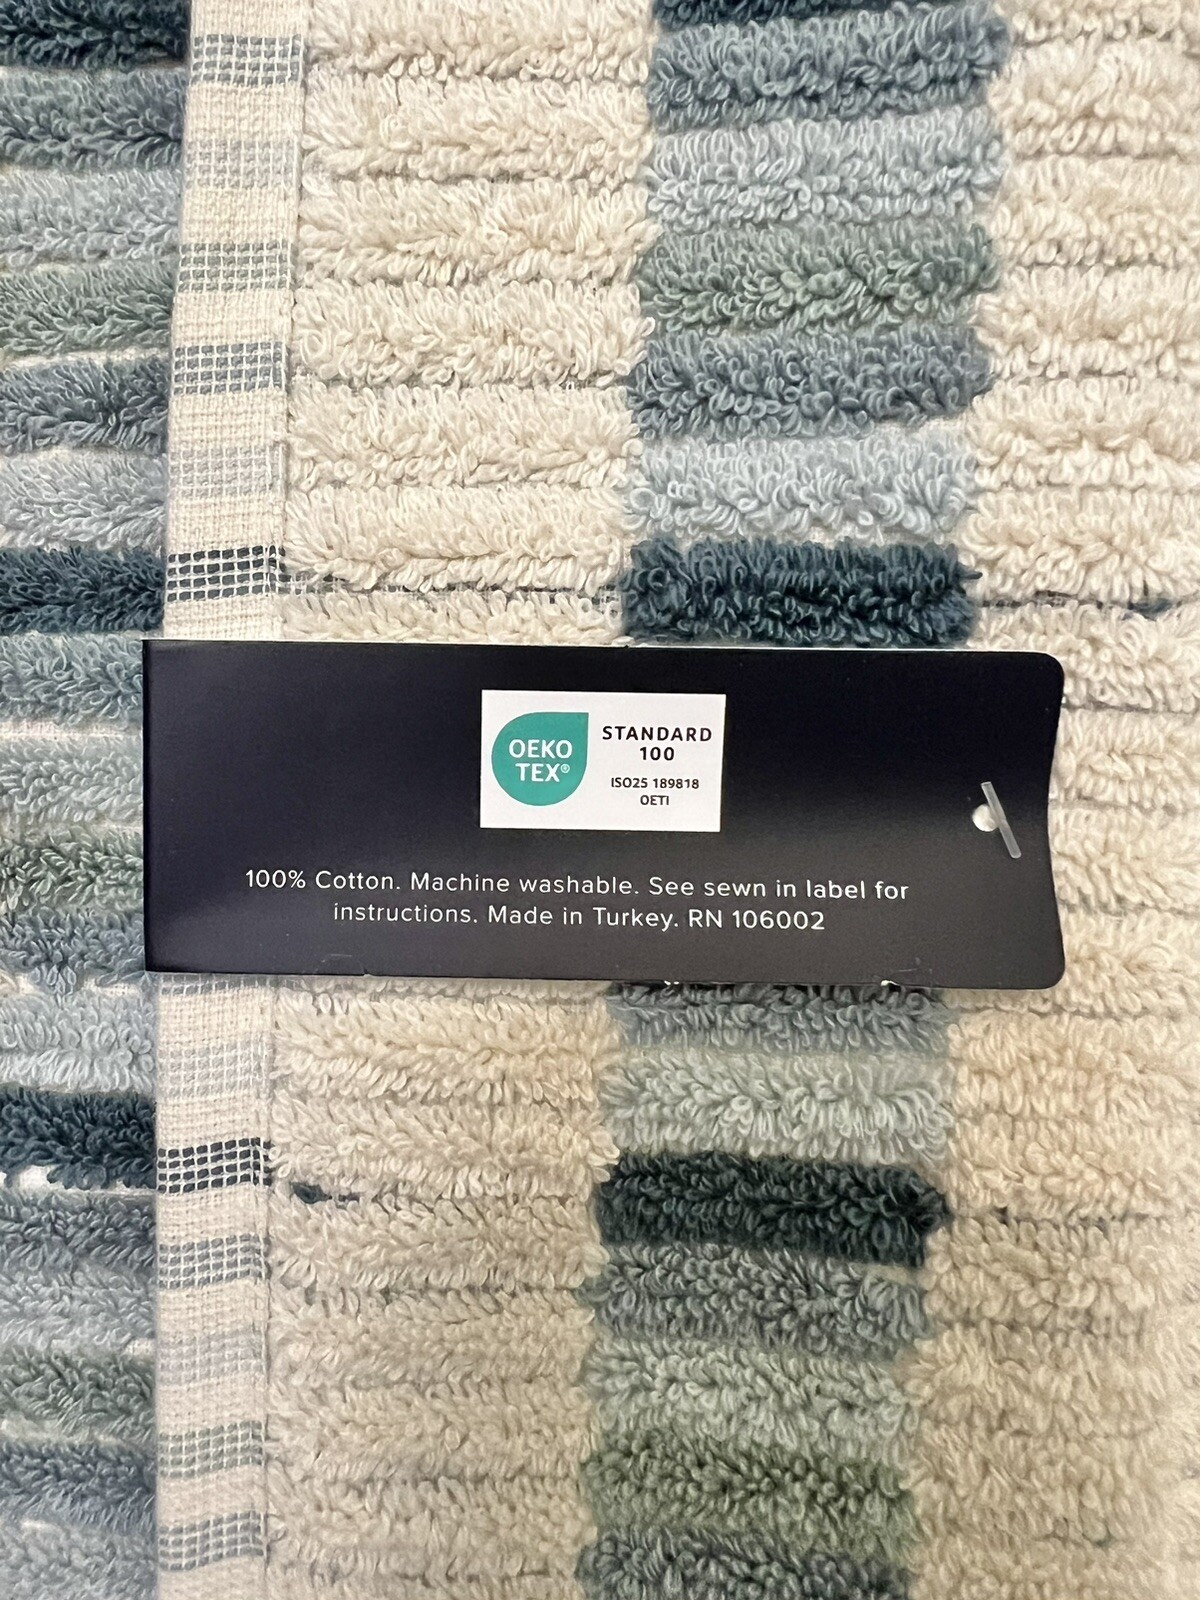 OEKO
TEX®
STANDARD
100
ISO25 189818
OETI
100% Cotton. Machine washable. See sewn in label for
instructions. Made in Turkey. RN 106002